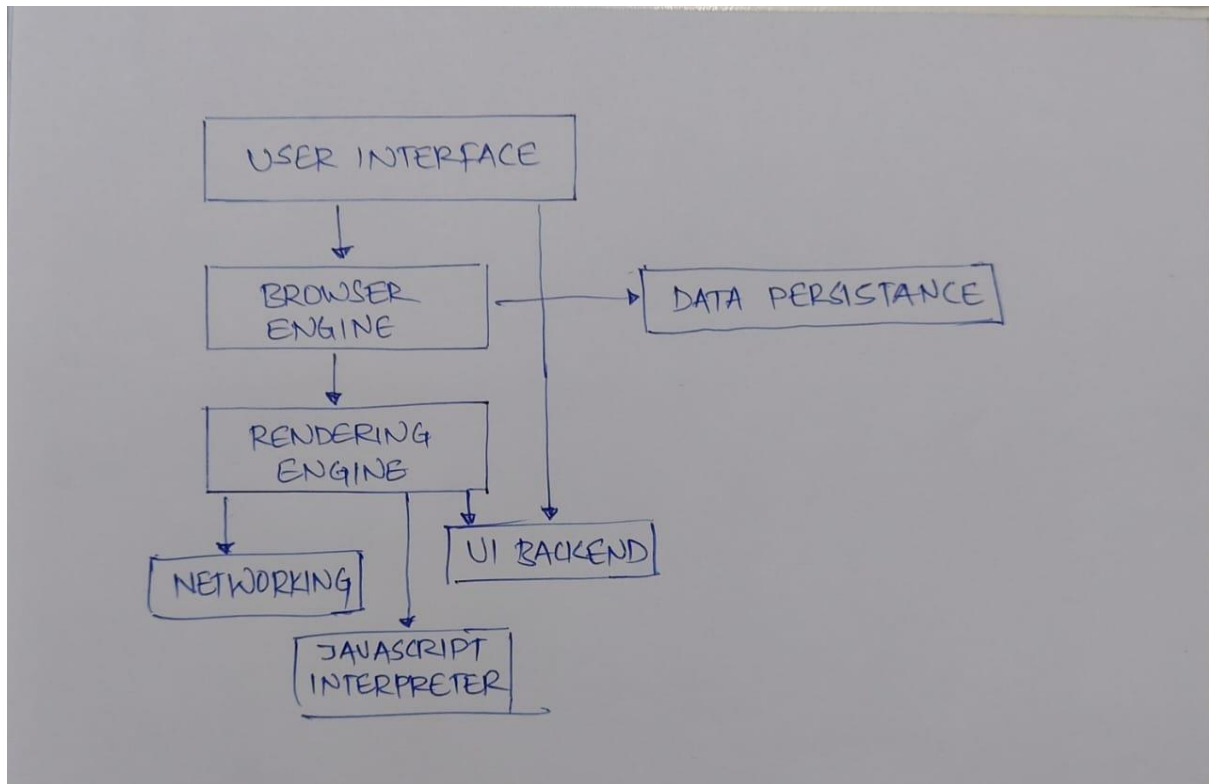 USER INTERFACE
BROWSER
ENGINE
DATA PERSISTANCE
RENDERING
ENGINE
UI BACKEND
NETWORKING
JAVASCRIPT
INTERPRETER